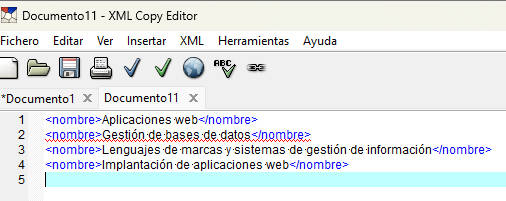 Documento11 - XML Copy Editor
Fichero Editar Ver Insertar XML Herramientas Ayuda
ABC
*Documento1 Documento11
1 <nombre>Aplicaciones·web</nombre>
2 <nombre>Gestión·de·bases·de·datos</nombre>
3 <nombre>Lenguajes·de·marcas·y·sistemas·de·gestión·de·información</nombre>
4 <nombre>Implantación·de·aplicaciones·web</nombre>
5